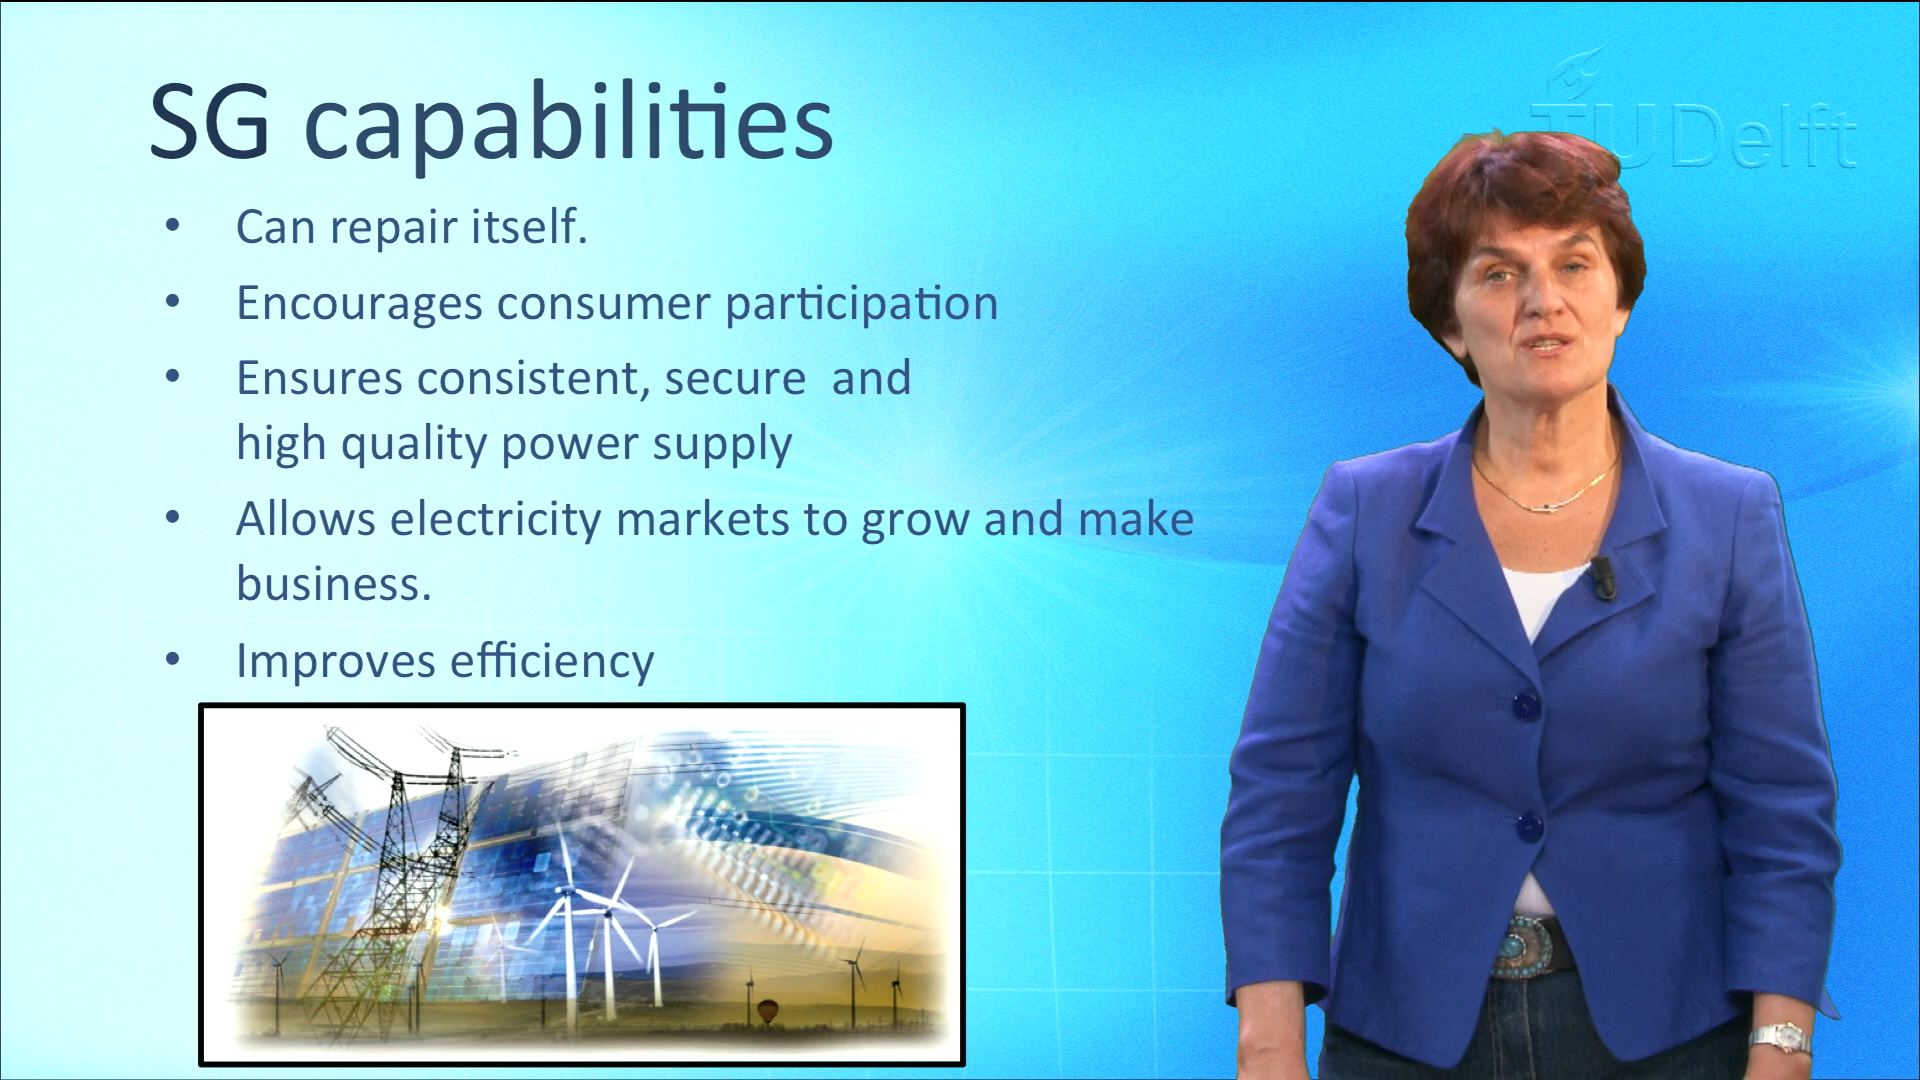 SG capabilities
TUDelft
• Can repair itself.
• Encourages consumer participation
• Ensures consistent, secure and
high quality power supply
• Allows electricity markets to grow and make
business.
• Improves efficiency